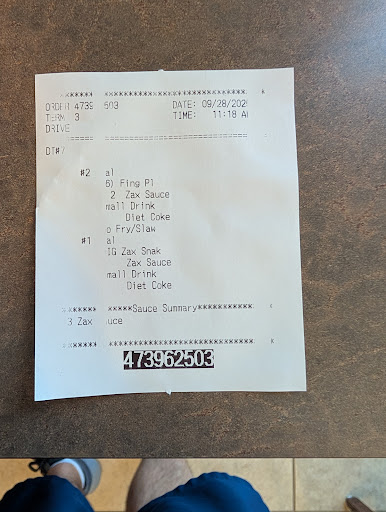 ************************************ *
ORDER# 4739 503 DATE: 09/28/202
TERM 3 TIME: 11:18 A
DRIVE
====================================
DT#
#2 al
6) Fing Pl
2 Zax Sauce
mall Drink
Diet Coke
o Fry/Slaw
#1 al
IG Zax Snak
Zax Sauce
mall Drink
Diet Coke
************Sauce Summary*********** *
3 Zax uce
************************************ *
473962503